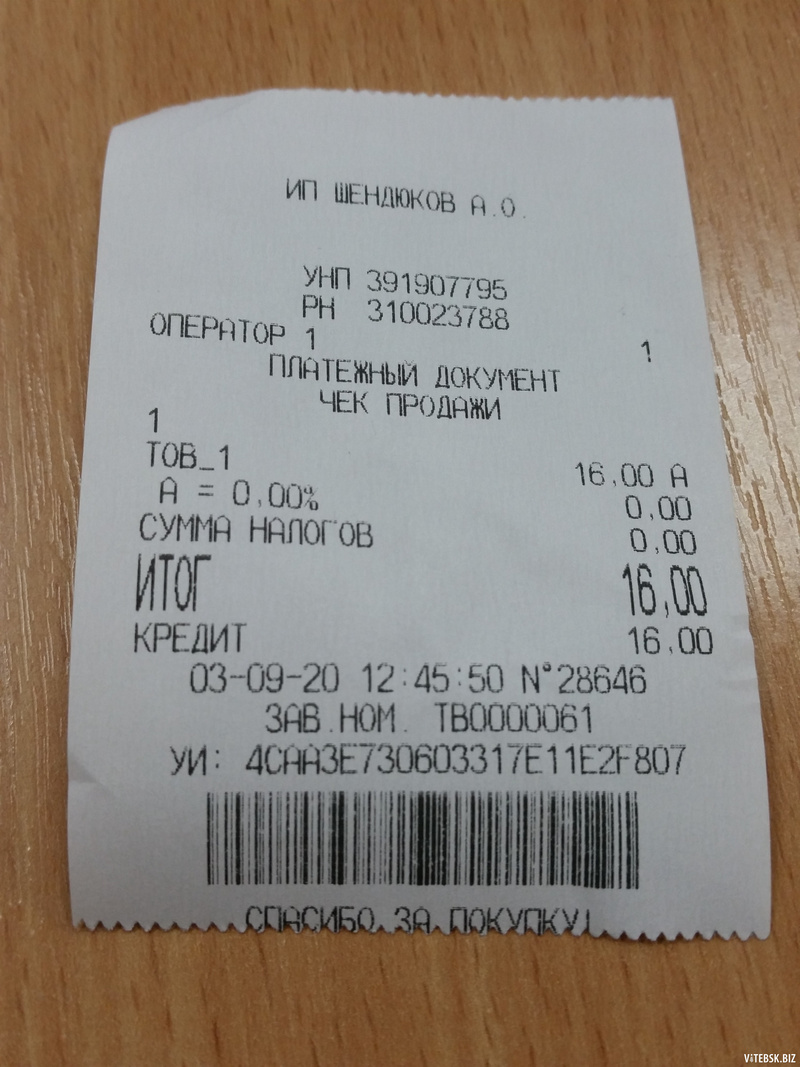 ИП ШЕНДЮКОВ А.О.
УНП 391907795
РН 310023788
ОПЕРАТОР 1 1
ПЛАТЕЖНЫЙ ДОКУМЕНТ
ЧЕК ПРОДАЖИ
1
ТОВ_1 16,00 А
А = 0,00% 0,00
СУММА НАЛОГОВ 0,00
ИТОГ 16,00
КРЕДИТ 16,00
03-09-20 12:45:50 N°28646
ЗАВ.НОМ. ТВ0000061
УИ: 4CAA3E730603317E11E2F807
СПАСИБО ЗА ПОКУПКУ!
ViTEBSK.BIZ